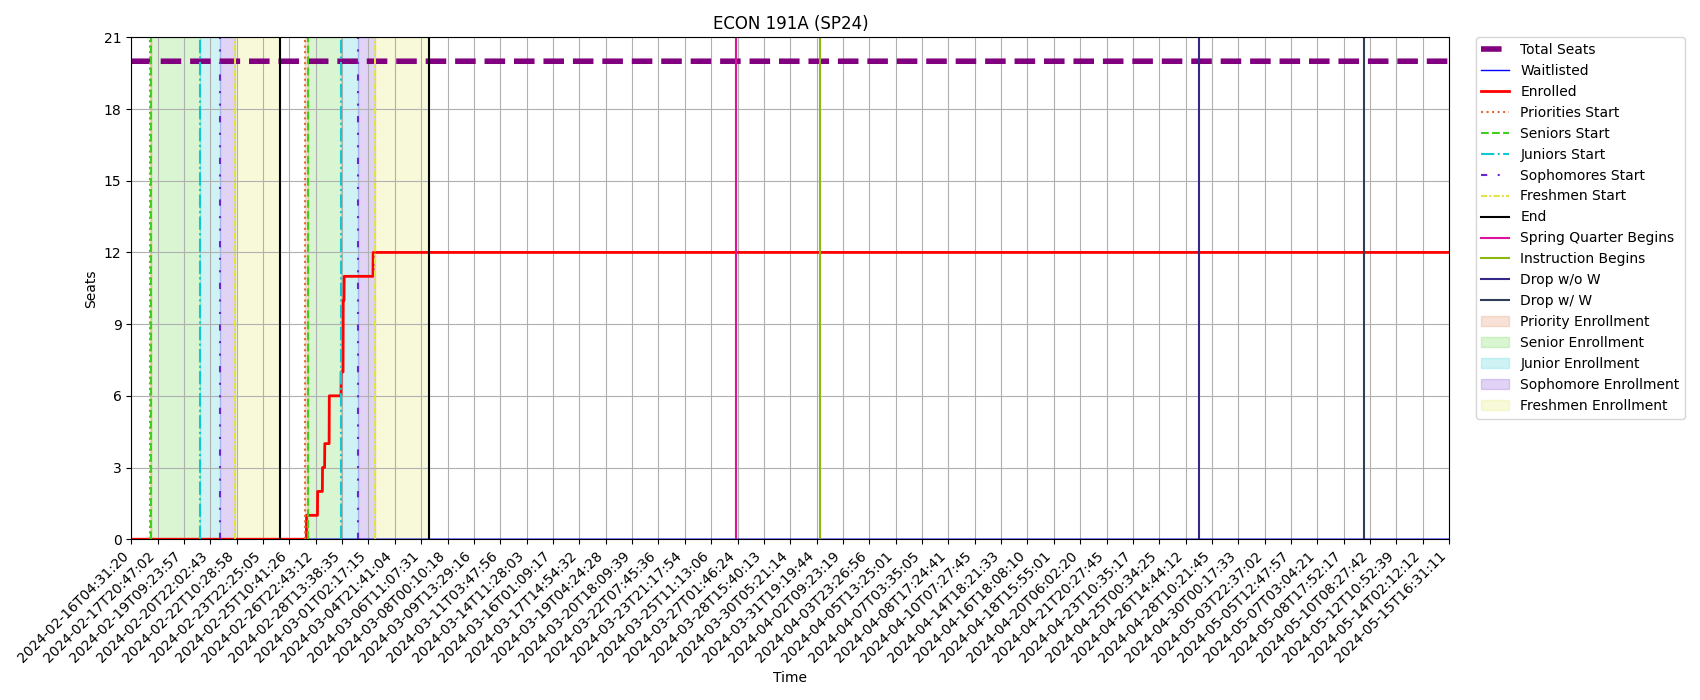 ECON 191A (SP24)
21
18
15
12
9
6
3
0
Seats
2024-02-16T04:31:20
2024-02-17T20:47:02
2024-02-19T09:23:57
2024-02-20T22:02:43
2024-02-22T10:28:58
2024-02-23T22:25:05
2024-02-25T10:41:26
2024-02-26T22:43:12
2024-02-28T13:38:35
2024-03-01T02:17:15
2024-03-04T21:41:04
2024-03-06T11:07:31
2024-03-08T00:10:18
2024-03-09T13:29:16
2024-03-11T03:47:56
2024-03-14T11:28:03
2024-03-16T01:09:17
2024-03-17T14:54:32
2024-03-19T04:24:28
2024-03-20T18:09:39
2024-03-22T07:45:36
2024-03-23T21:17:54
2024-03-25T11:13:06
2024-03-27T01:46:24
2024-03-28T15:40:13
2024-03-30T05:21:14
2024-03-31T19:19:44
2024-04-02T09:23:19
2024-04-03T23:26:56
2024-04-05T13:25:01
2024-04-07T03:35:05
2024-04-08T17:24:41
2024-04-10T07:27:45
2024-04-14T18:21:33
2024-04-16T18:08:10
2024-04-18T15:55:01
2024-04-20T06:02:20
2024-04-21T20:27:45
2024-04-23T10:35:17
2024-04-25T00:34:25
2024-04-26T14:44:12
2024-04-28T10:21:45
2024-04-30T00:17:33
2024-05-03T22:37:02
2024-05-05T12:47:57
2024-05-07T03:04:21
2024-05-08T17:52:17
2024-05-10T08:27:42
2024-05-12T10:52:39
2024-05-14T02:12:12
2024-05-15T16:31:11
Time
Total Seats
Waitlisted
Enrolled
Priorities Start
Seniors Start
Juniors Start
Sophomores Start
Freshmen Start
End
Spring Quarter Begins
Instruction Begins
Drop w/o W
Drop w/ W
Priority Enrollment
Senior Enrollment
Junior Enrollment
Sophomore Enrollment
Freshmen Enrollment